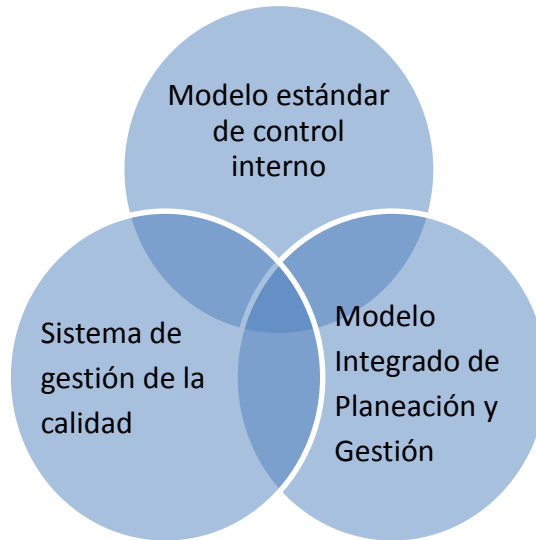 Modelo estándar
de control
interno
Sistema de
gestión de la
calidad
Modelo
Integrado de
Planeación y
Gestión